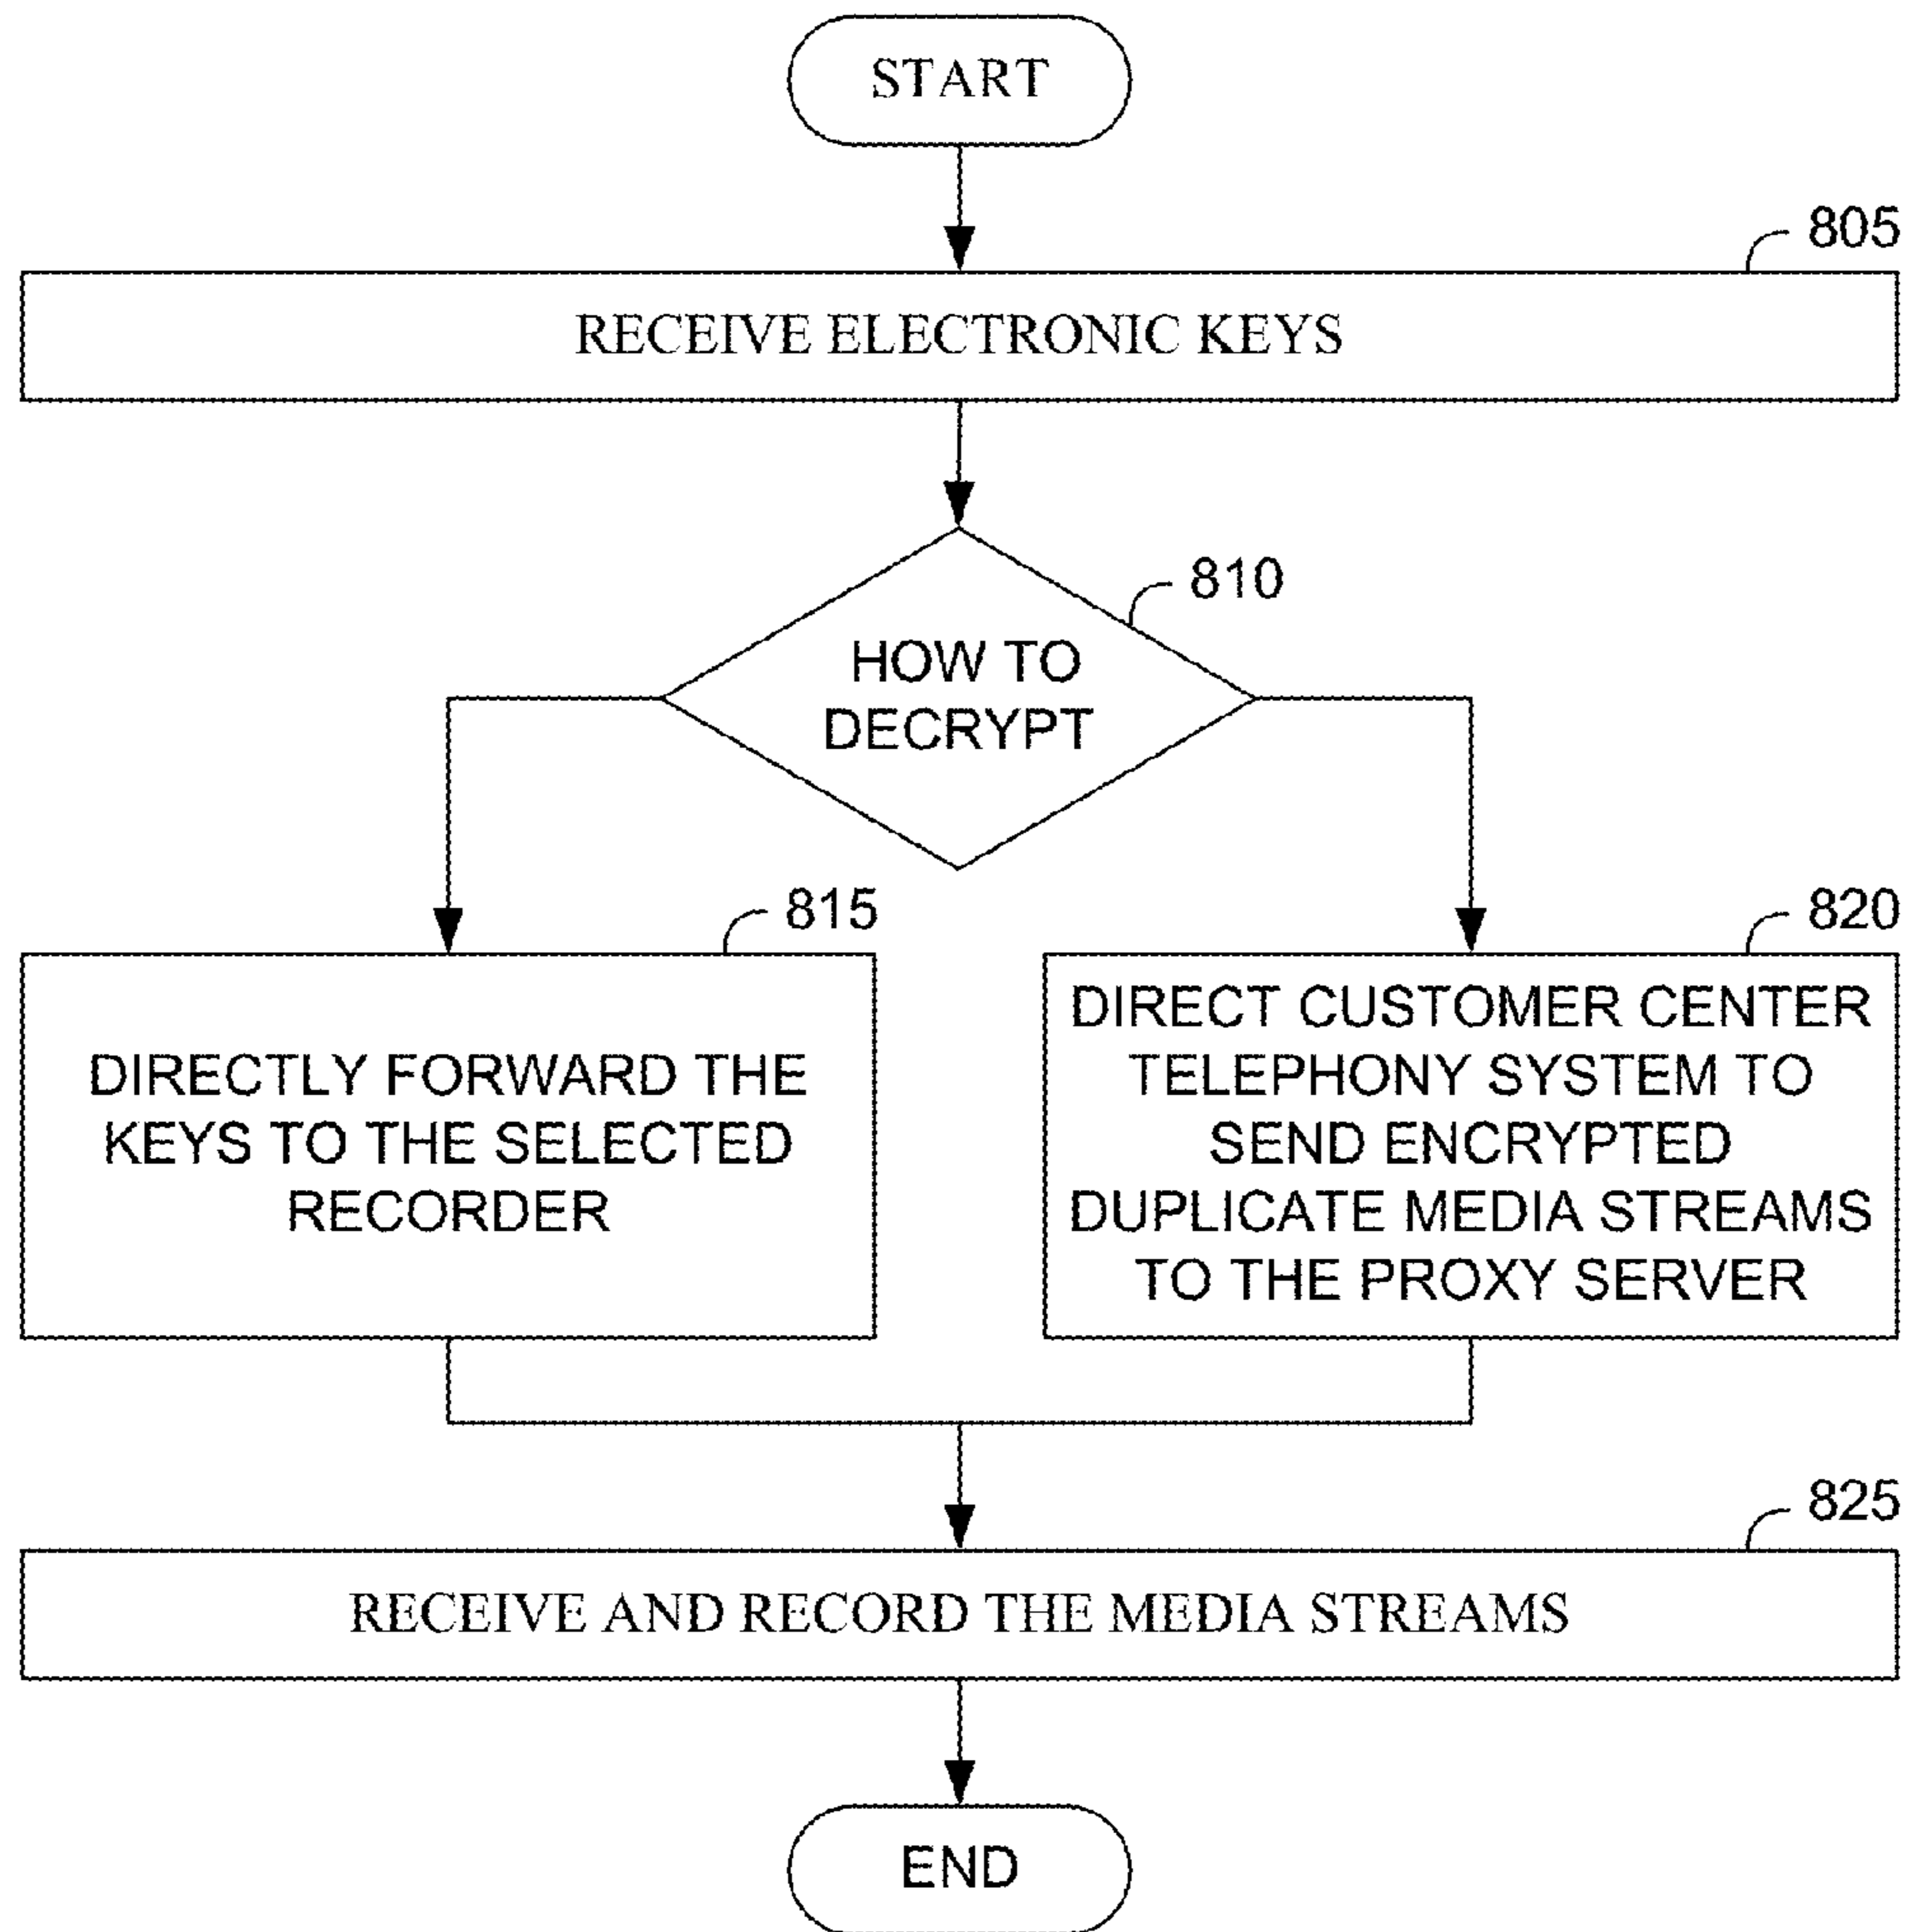 START
805
RECEIVE ELECTRONIC KEYS
810
HOW TO
DECRYPT
815
DIRECTLY FORWARD THE
KEYS TO THE SELECTED
RECORDER
820
DIRECT CUSTOMER CENTER
TELEPHONY SYSTEM TO
SEND ENCRYPTED
DUPLICATE MEDIA STREAMS
TO THE PROXY SERVER
825
RECEIVE AND RECORD THE MEDIA STREAMS
END